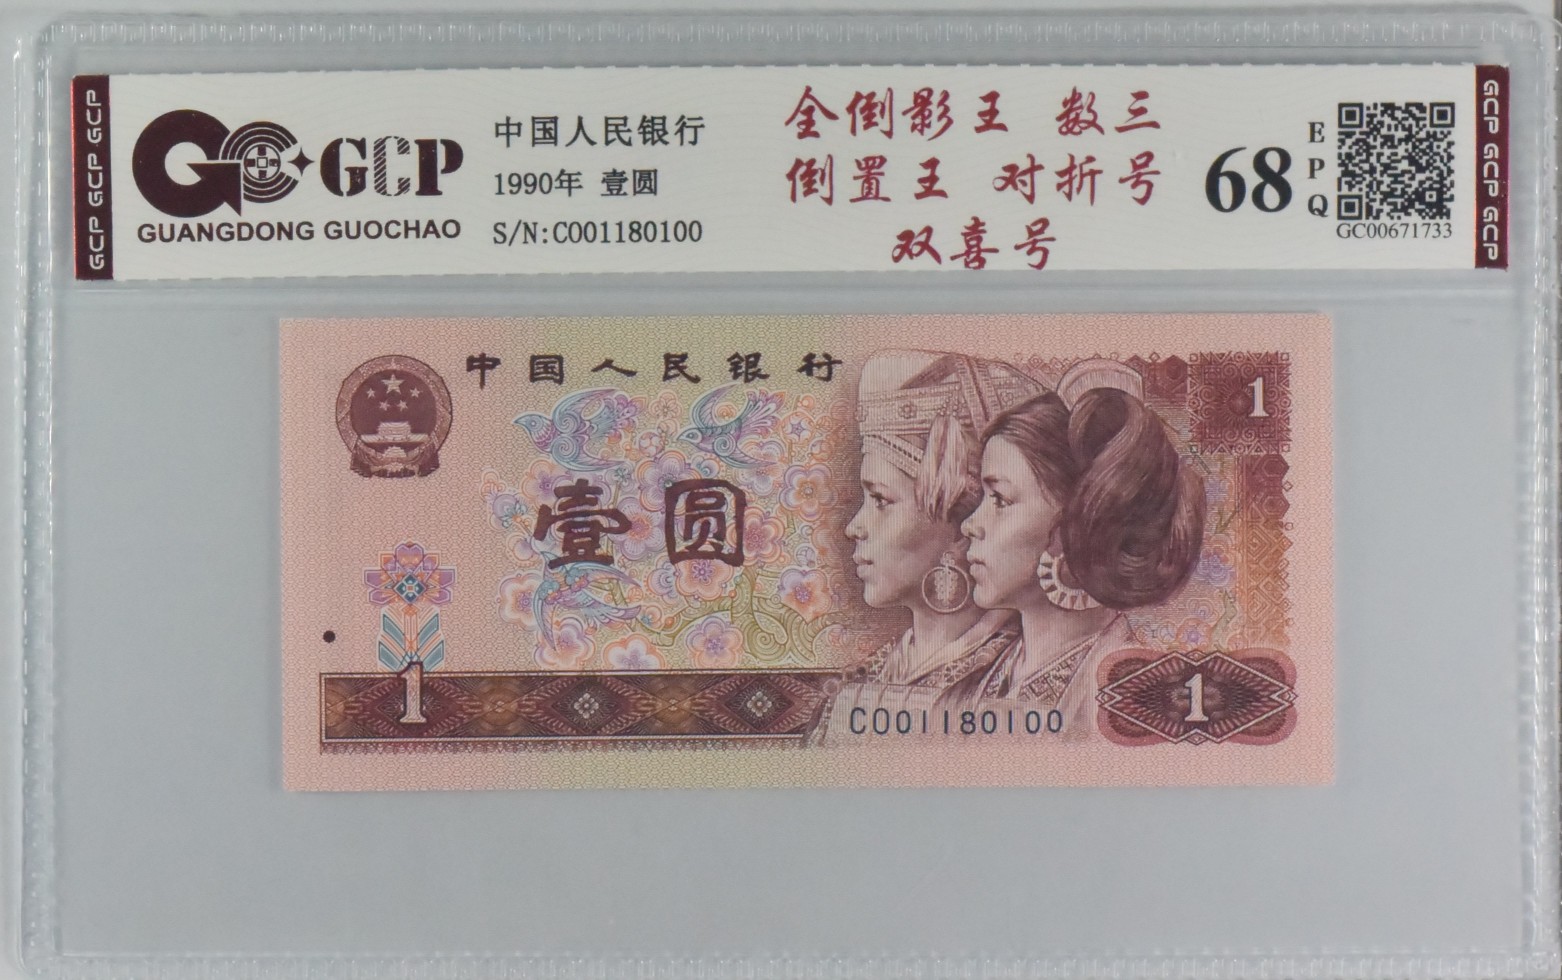 GCP GCP GCP
GCP
GUANGDONG GUOCHAO
中国人民银行
1990年 壹圆
S/N:C001180100
全倒影王 数三
倒置王 对折号
双喜号
68
EPQ
GC00671733
GCP GCP GCP
中国人民银行
1
壹圆
1
C001180100
1